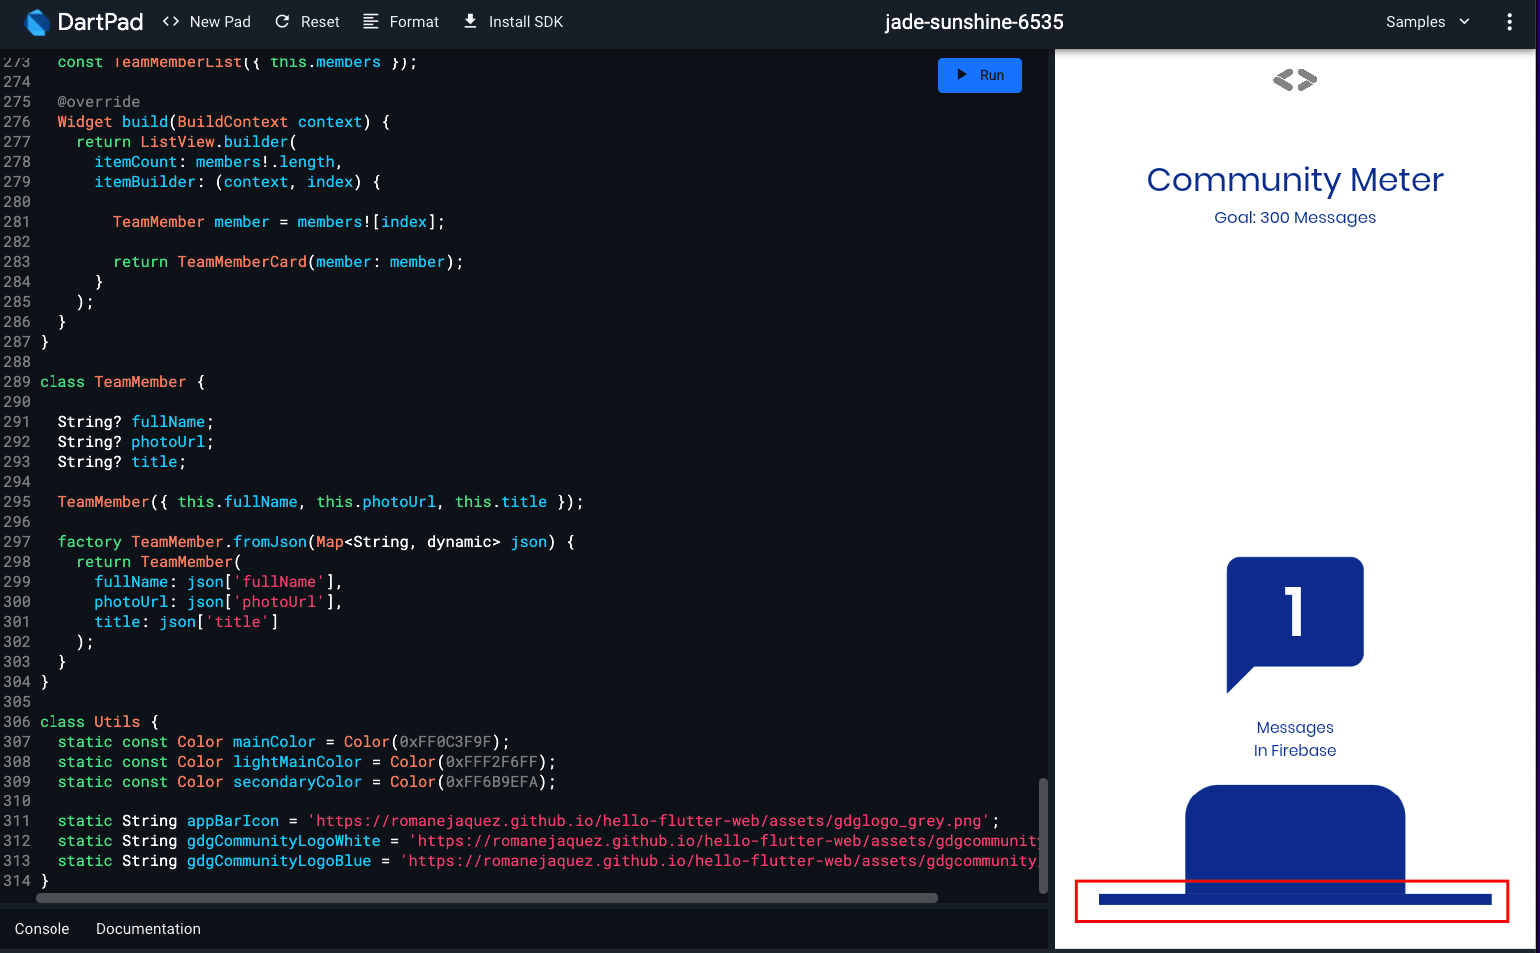 DartPad
<> New Pad
Reset
Format
Install SDK
jade-sunshine-6535
Samples
273 const TeamMemberList({ this.members });
274
275 @override
276 Widget build(BuildContext context) {
277 return ListView.builder(
278 itemCount: members!.length,
279 itemBuilder: (context, index) {
280
281 TeamMember member = members![index];
282
283 return TeamMemberCard(member: member);
284 }
285 );
286 }
287 }
288
289 class TeamMember {
290
291 String? fullName;
292 String? photoUrl;
293 String? title;
294
295 TeamMember({ this.fullName, this.photoUrl, this.title });
296
297 factory TeamMember.fromJson(Map<String, dynamic> json) {
298 return TeamMember(
299 fullName: json['fullName'],
300 photoUrl: json['photoUrl'],
301 title: json['title']
302 );
303 }
304 }
305
306 class Utils {
307 static const Color mainColor = Color(0xFF0C3F9F);
308 static const Color lightMainColor = Color(0xFFF2F6FF);
309 static const Color secondaryColor = Color(0xFF6B9EFA);
310
311 static String appBarIcon = 'https://romanejaquez.github.io/hello-flutter-web/assets/gdglogo_grey.png';
312 static String gdgCommunityLogoWhite = 'https://romanejaquez.github.io/hello-flutter-web/assets/gdgcommunity
313 static String gdgCommunityLogoBlue = 'https://romanejaquez.github.io/hello-flutter-web/assets/gdgcommunity
314 }
Run
Console
Documentation
Community Meter
Goal: 300 Messages
1
Messages
In Firebase